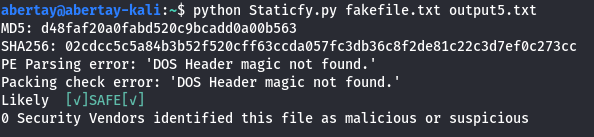 abertay@abertay-kali:~$ python Staticfy.py fakefile.txt output5.txt
MD5: d48faf20a0fabd520c9bcadd0a00b563
SHA256: 02cdcc5c5a84b3b52f520cff63ccda057fc3db36c8f2de81c22c3d7ef0c273cc
PE Parsing error: 'DOS Header magic not found.'
Packing check error: 'DOS Header magic not found.'
Likely  [√]SAFE[√]
0 Security Vendors identified this file as malicious or suspicious